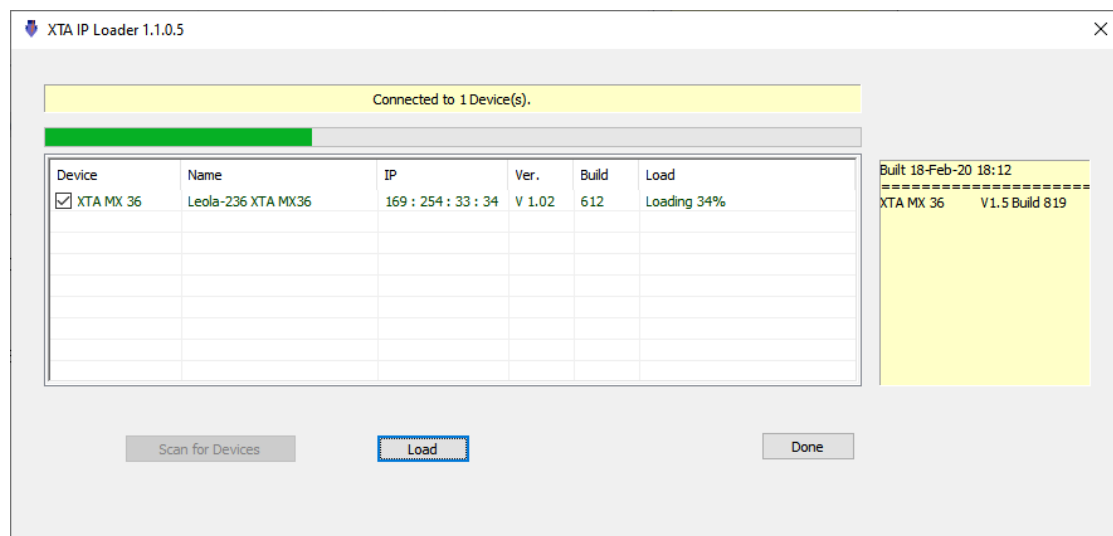 XTA IP Loader 1.1.0.5
Connected to 1 Device(s).
Device Name IP Ver. Build Load
XTA MX 36 Leola-236 XTA MX36 169 : 254 : 33 : 34 V 1.02 612 Loading 34%
Built 18-Feb-20 18:12
======================
XTA MX 36 V1.5 Build 819
Scan for Devices Load Done